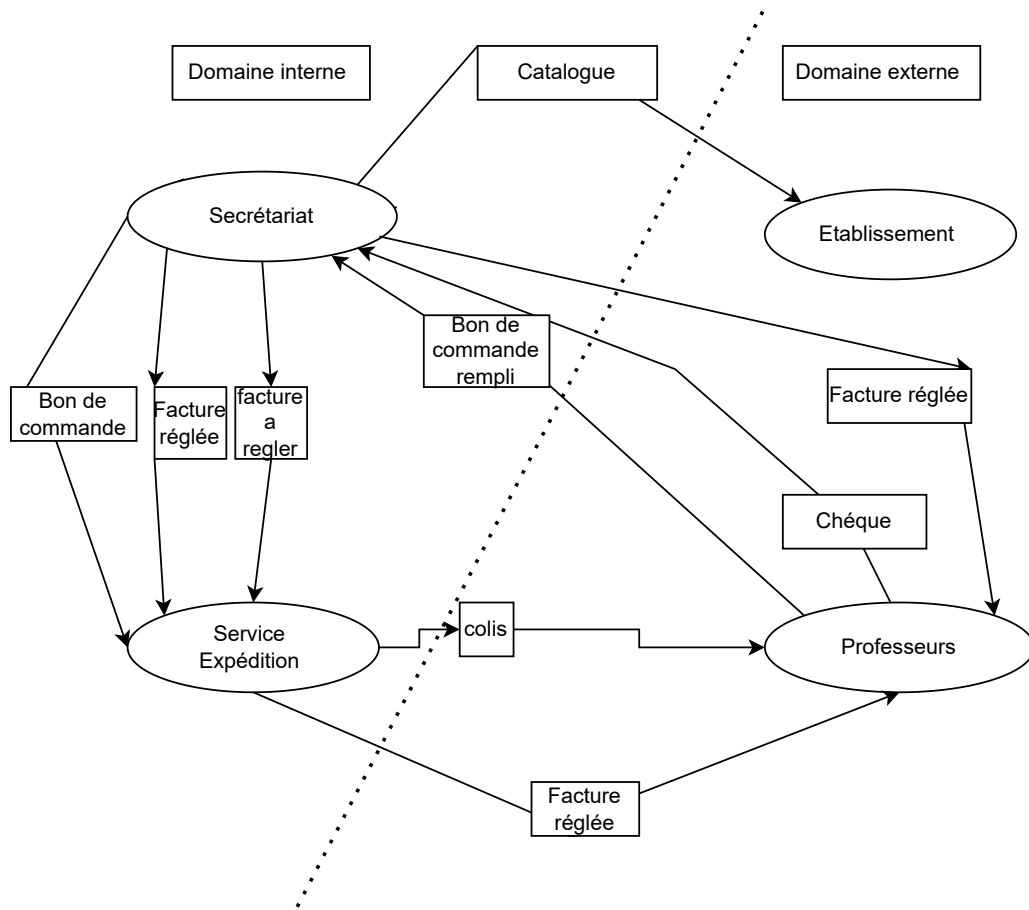 Domaine interne
Catalogue
Domaine externe
Secrétariat
Etablissement
Bon de
commande
rempli
Facture réglée
Bon de
commande
Facture
réglée
facture
a
regler
Chéque
Service
Expédition
colis
Professeurs
Facture
réglée